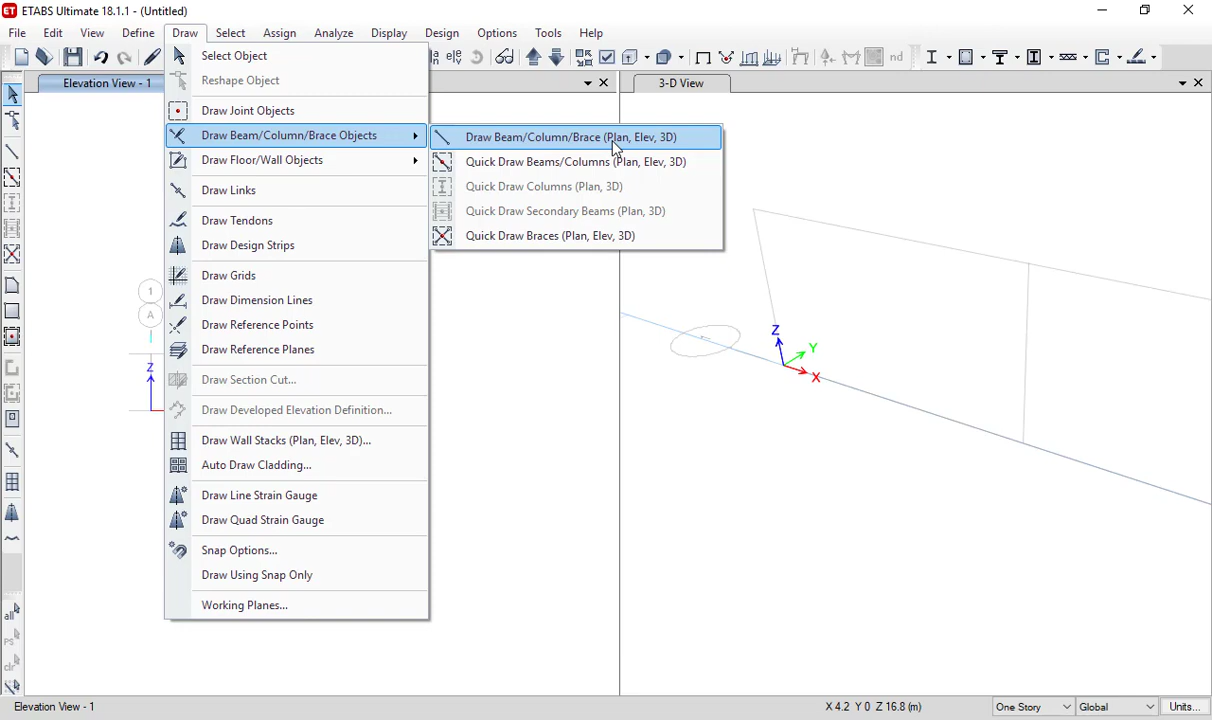 ETABS Ultimate 18.1.1 - (Untitled)
File Edit View Define Draw Select Assign Analyze Display Design Options Tools Help
nd
Elevation View - 1
3-D View
Select Object
Reshape Object
Draw Joint Objects
Draw Beam/Column/Brace Objects
Draw Floor/Wall Objects
Draw Links
Draw Tendons
Draw Design Strips
Draw Grids
Draw Dimension Lines
Draw Reference Points
Draw Reference Planes
Draw Section Cut...
Draw Developed Elevation Definition...
Draw Wall Stacks (Plan, Elev, 3D)...
Auto Draw Cladding...
Draw Line Strain Gauge
Draw Quad Strain Gauge
Snap Options...
Draw Using Snap Only
Working Planes...
Draw Beam/Column/Brace (Plan, Elev, 3D)
Quick Draw Beams/Columns (Plan, Elev, 3D)
Quick Draw Columns (Plan, 3D)
Quick Draw Secondary Beams (Plan, 3D)
Quick Draw Braces (Plan, Elev, 3D)
1
A
Z
Z
Y
X
all
ps
clr
Elevation View - 1
X 4.2 Y 0 Z 16.8 (m)
One Story
Global
Units...